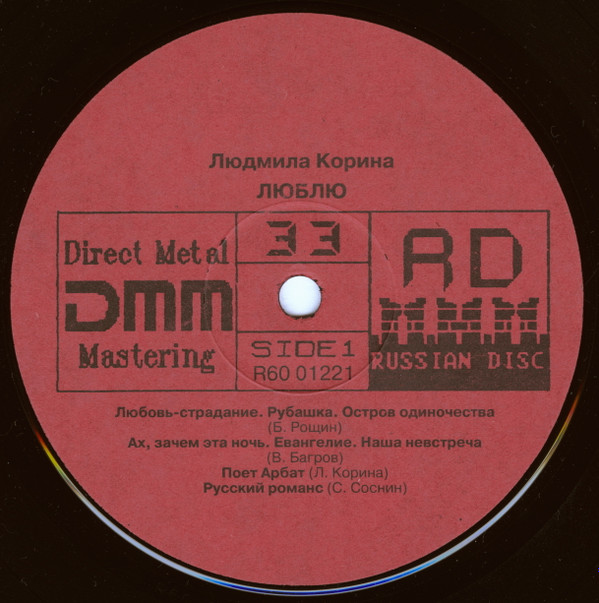 Людмила Корина
ЛЮБЛЮ
Direct Metal
DMM
Mastering
33
SIDE 1
R60 01221
RD
RUSSIAN DISC
Любовь-страдание. Рубашка. Остров одиночества
(Б. Рощин)
Ах, зачем эта ночь. Евангелие. Наша невстреча
(В. Багров)
Поет Арбат (Л. Корина)
Русский романс (С. Соснин)